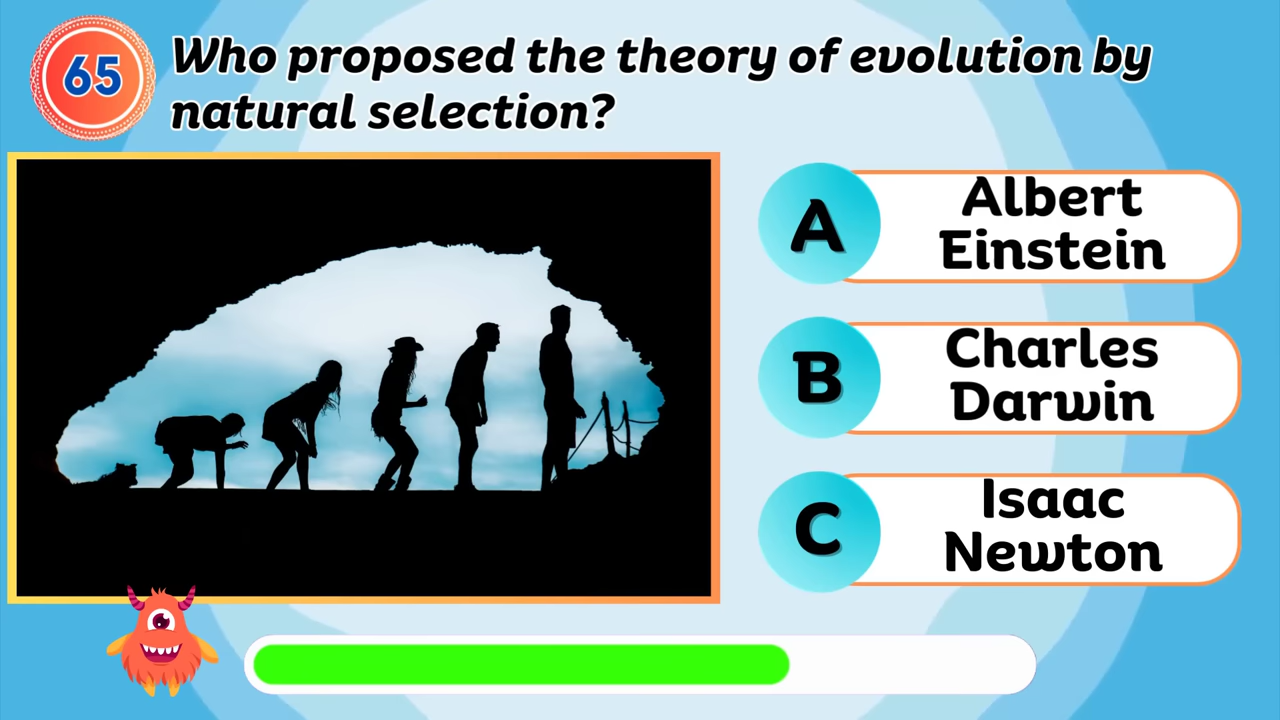 65
Who proposed the theory of evolution by
natural selection?
A
Albert
Einstein
B
Charles
Darwin
C
Isaac
Newton